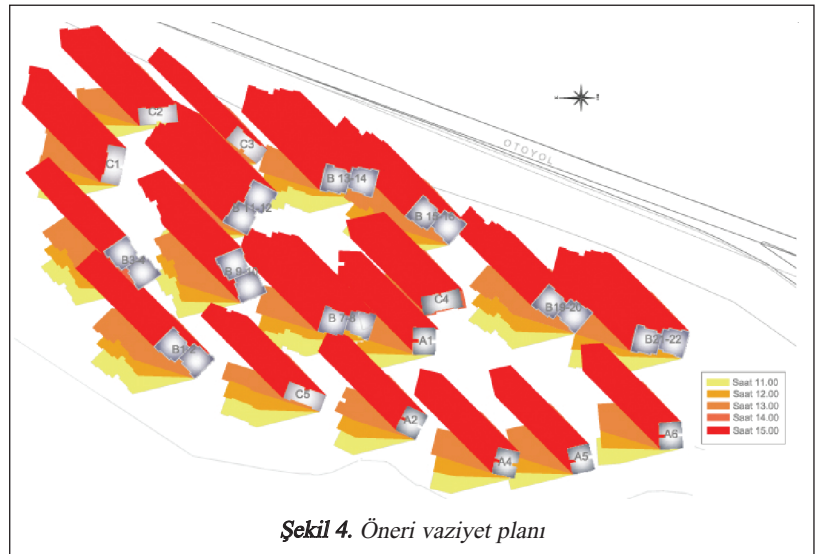 OTOYOL
C2
C3
C1
B 13-14
B3-4
B 9-10
B 7-8
C4
B19-20
A1
B21-22
B1-2
C5
A2
A4
A5
A6
Saat 11.00
Saat 12.00
Saat 13.00
Saat 14.00
Saat 15.00
Şekil 4. Öneri vaziyet planı